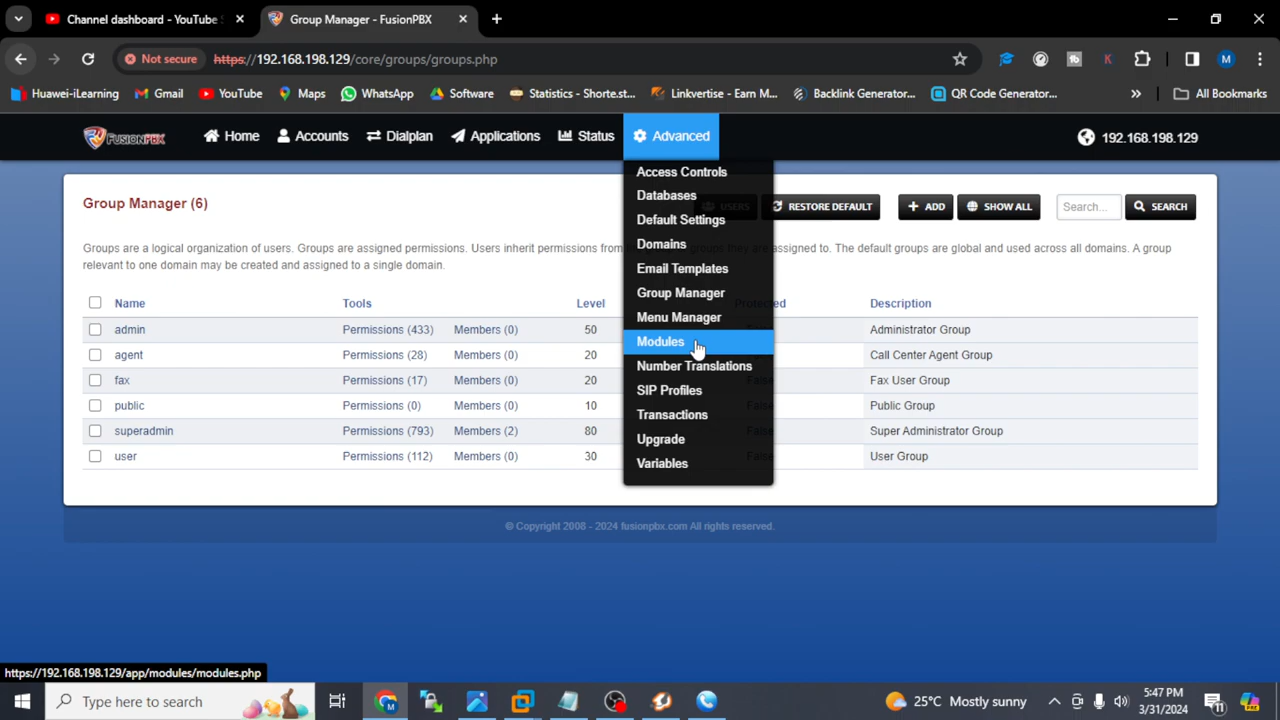 Channel dashboard - YouTube S
Group Manager - FusionPBX
Not secure https://192.168.198.129/core/groups/groups.php
K M
Huawei-iLearning Gmail YouTube Maps WhatsApp Software Statistics - Shorte.st... Linkvertise - Earn M... Backlink Generator... QR Code Generator... » All Bookmarks
FUSIONPBX Home Accounts Dialplan Applications Status Advanced 192.168.198.129
Access Controls
Databases
Default Settings
Domains
Email Templates
Group Manager
Menu Manager
Modules
Number Translations
SIP Profiles
Transactions
Upgrade
Variables
Group Manager (6) USERS RESTORE DEFAULT ADD SHOW ALL Search... SEARCH
Groups are a logical organization of users. Groups are assigned permissions. Users inherit permissions from they are assigned to. The default groups are global and used across all domains. A group
relevant to one domain may be created and assigned to a single domain.
Name Tools Level Description
admin Permissions (433) Members (0) 50 Administrator Group
agent Permissions (28) Members (0) 20 Call Center Agent Group
fax Permissions (17) Members (0) 20 False Fax User Group
public Permissions (0) Members (0) 10 False Public Group
superadmin Permissions (793) Members (2) 80 False Super Administrator Group
user Permissions (112) Members (0) 30 False User Group
© Copyright 2008 - 2024 fusionpbx.com All rights reserved.
https://192.168.198.129/app/modules/modules.php
Type here to search
25°C Mostly sunny
5:47 PM
3/31/2024
11